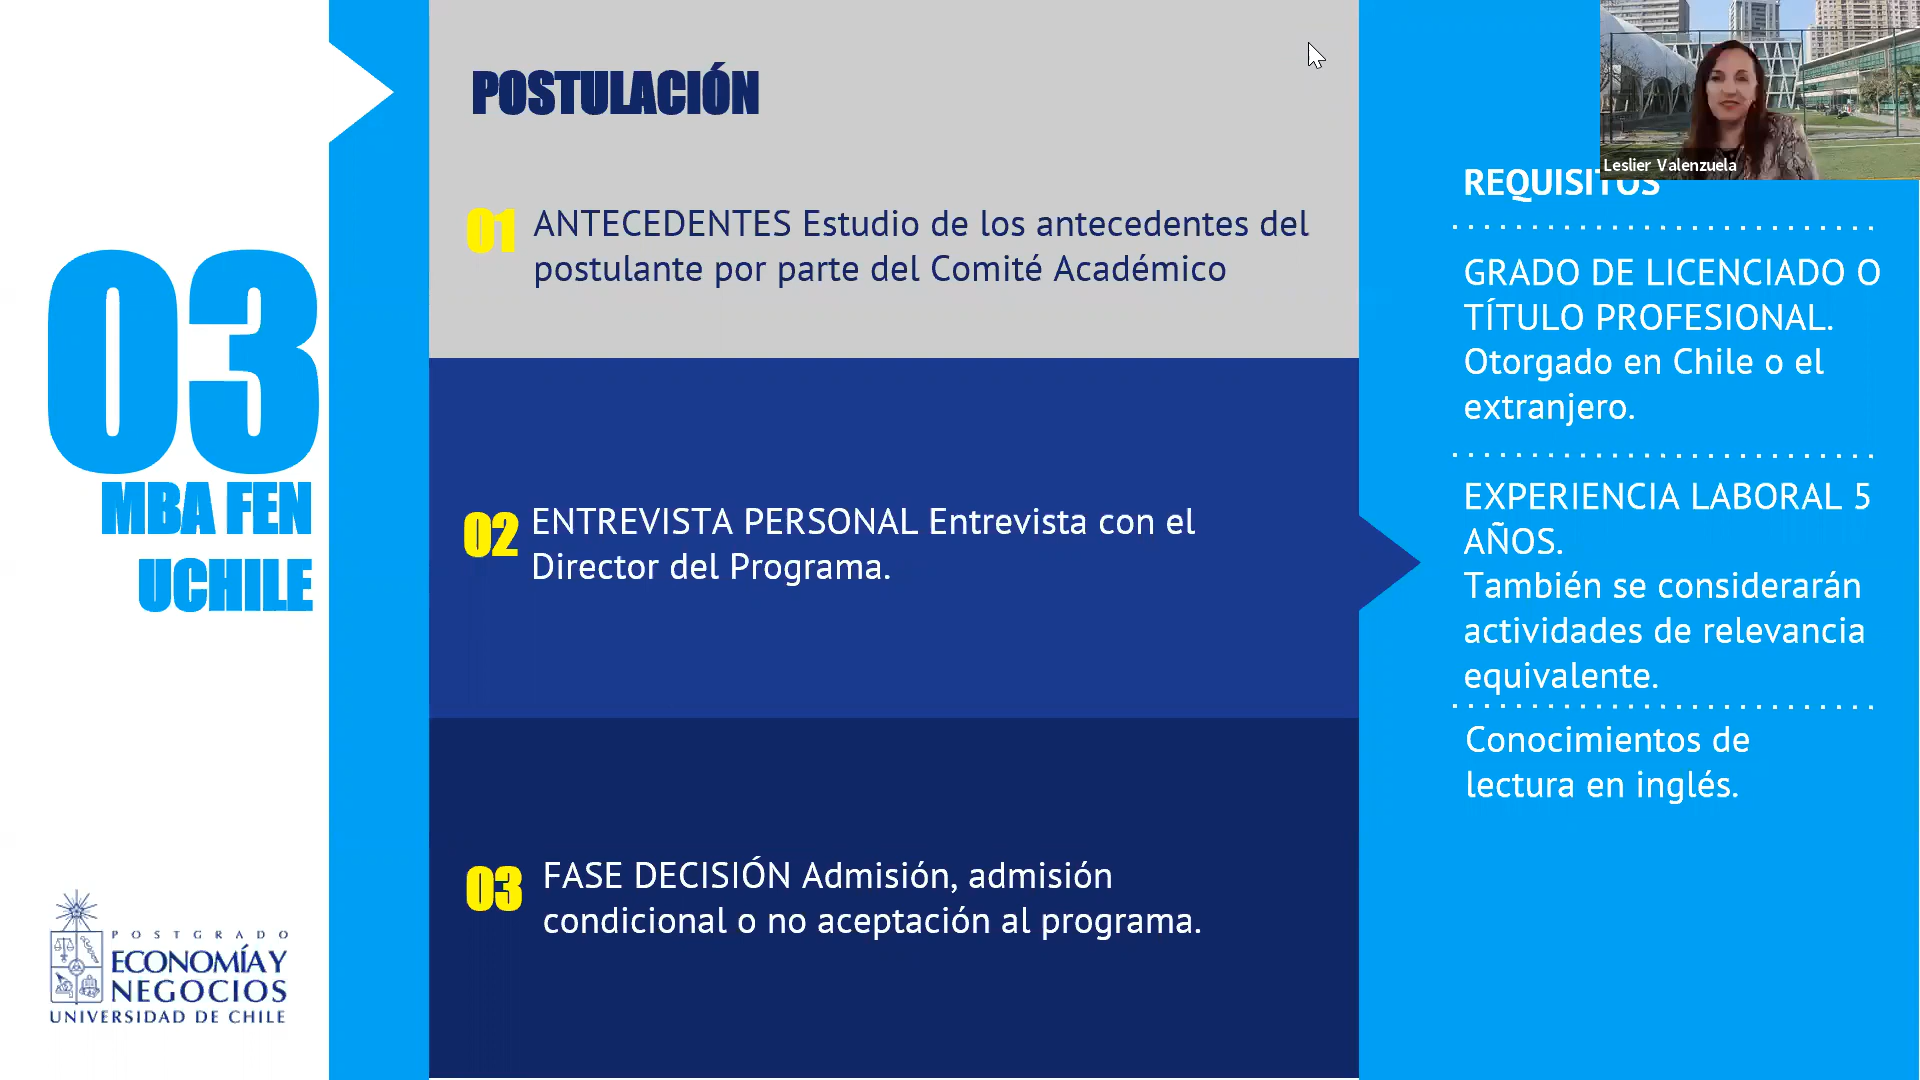 03
MBA FEN
UCHILE
POSTGRADO
ECONOMÍA Y
NEGOCIOS
UNIVERSIDAD DE CHILE
POSTULACIÓN
01
ANTECEDENTES Estudio de los antecedentes del
postulante por parte del Comité Académico
02
ENTREVISTA PERSONAL Entrevista con el
Director del Programa.
03
FASE DECISIÓN Admisión, admisión
condicional o no aceptación al programa.
Leslier Valenzuela
REQUISITOS
GRADO DE LICENCIADO O
TÍTULO PROFESIONAL.
Otorgado en Chile o el
extranjero.
EXPERIENCIA LABORAL 5
AÑOS.
También se considerarán
actividades de relevancia
equivalente.
Conocimientos de
lectura en inglés.